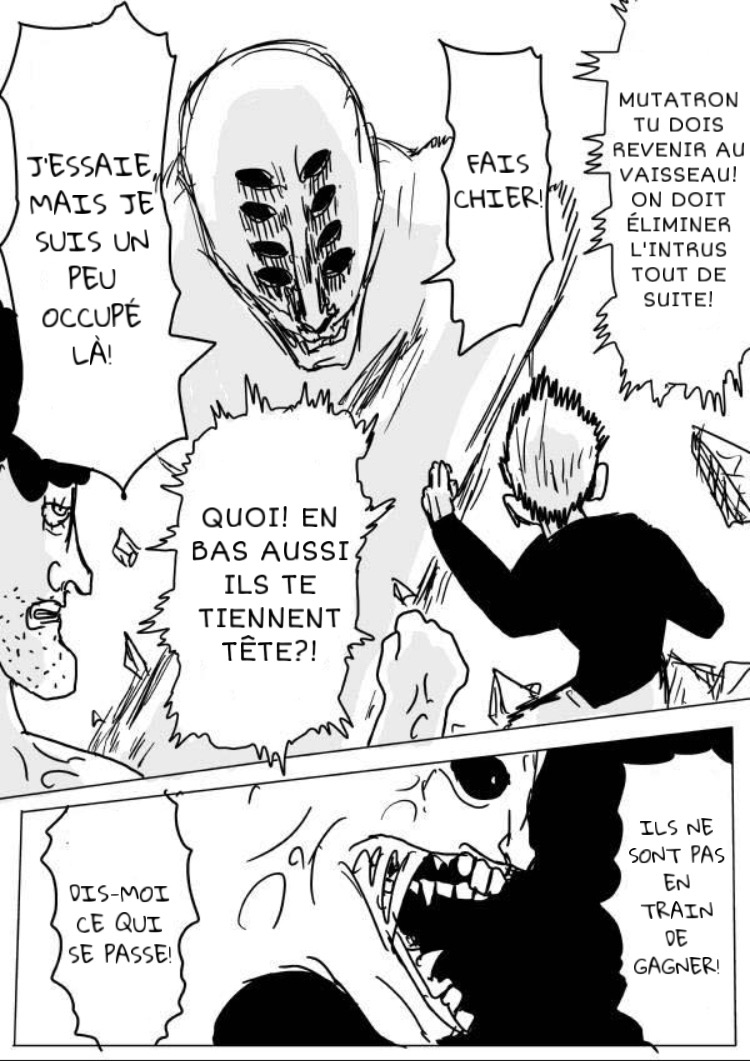 MUTATRON
TU DOIS
REVENIR AU
VAISSEAU!
ON DOIT
ÉLIMINER
L'INTRUS
TOUT DE
SUITE!
FAIS
CHIER!
J'ESSAIE,
MAIS JE
SUIS UN
PEU
OCCUPÉ
LÀ!
QUOI! EN
BAS AUSSI
ILS TE
TIENNENT
TÊTE?!
ILS NE
SONT PAS
EN
TRAIN
DE
GAGNER!
DIS-MOI
CE QUI
SE PASSE!